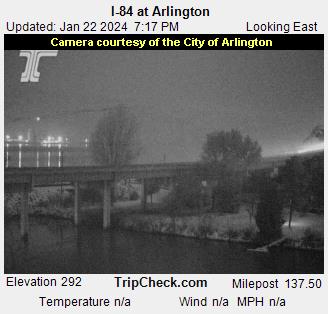 I-84 at Arlington
Updated: Jan 22 2024 7:17 PM Looking East
Camera courtesy of the City of Arlington
Elevation 292 TripCheck.com Milepost 137.50
Temperature n/a Wind n/a MPH n/a